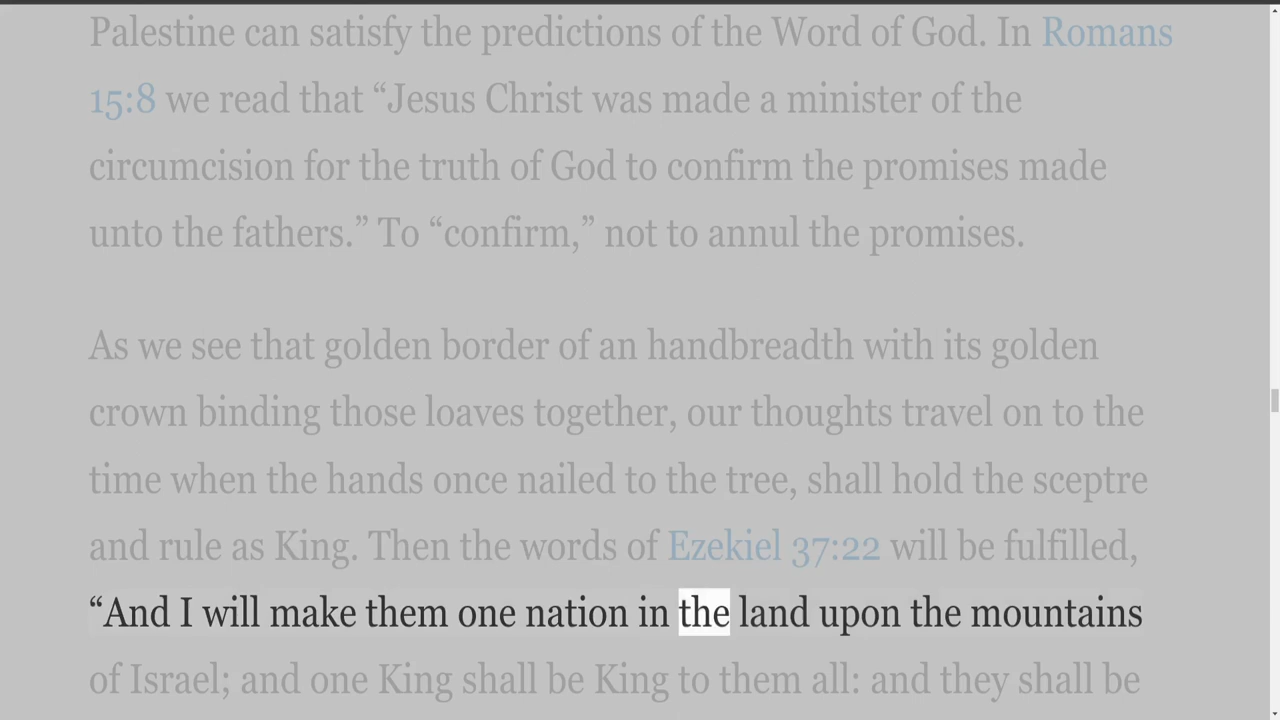 Palestine can satisfy the predictions of the Word of God. In Romans
15:8 we read that “Jesus Christ was made a minister of the
circumcision for the truth of God to confirm the promises made
unto the fathers.” To “confirm,” not to annul the promises.
As we see that golden border of an handbreadth with its golden
crown binding those loaves together, our thoughts travel on to the
time when the hands once nailed to the tree, shall hold the sceptre
and rule as King. Then the words of Ezekiel 37:22 will be fulfilled,
“And I will make them one nation in the land upon the mountains
of Israel; and one King shall be King to them all: and they shall be